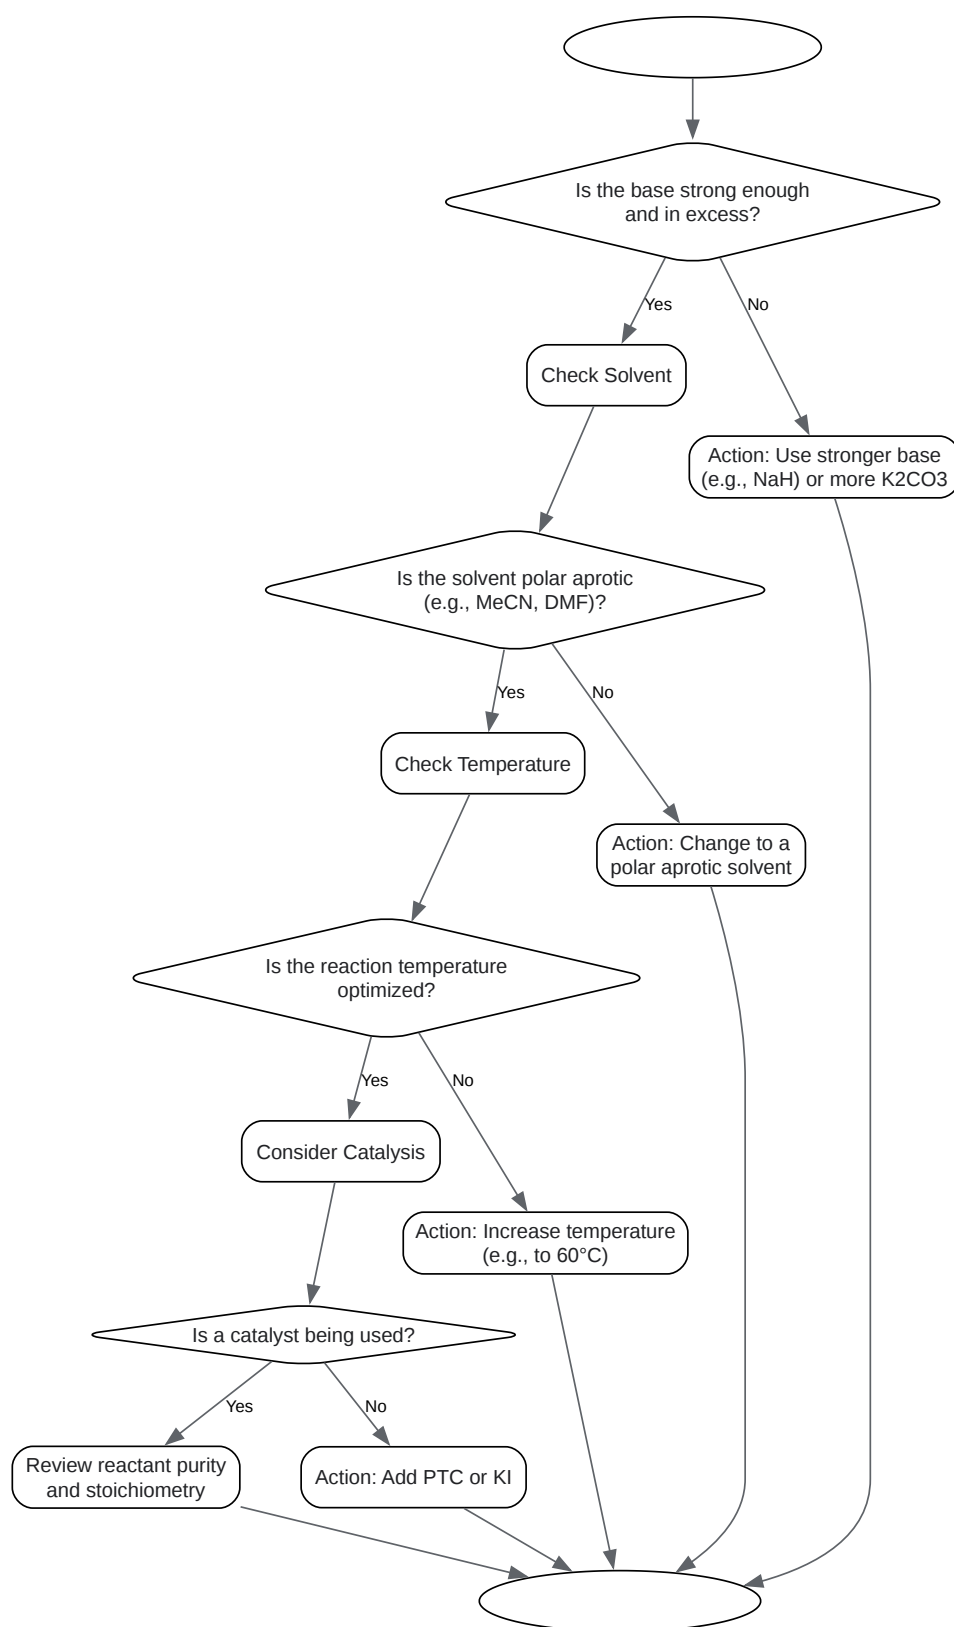 Is the base strong enough
and in excess?
Yes
No
Check Solvent
Action: Use stronger base
(e.g., NaH) or more K2CO3
Is the solvent polar aprotic
(e.g., MeCN, DMF)?
Yes
No
Check Temperature
Action: Change to a
polar aprotic solvent
Is the reaction temperature
optimized?
Yes
No
Consider Catalysis
Action: Increase temperature
(e.g., to 60°C)
Is a catalyst being used?
Yes
No
Review reactant purity
and stoichiometry
Action: Add PTC or KI